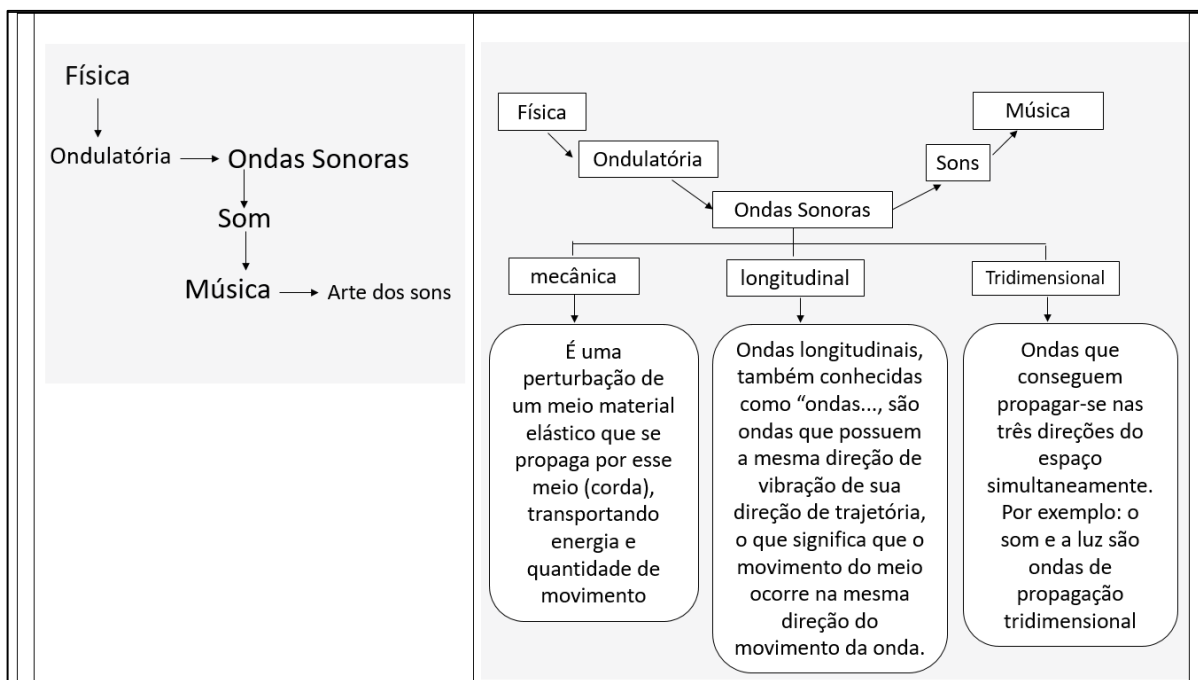 Física
Ondulatória
Ondas Sonoras
Som
Música
Arte dos sons
Física
Música
Ondulatória
Sons
Ondas Sonoras
mecânica
longitudinal
Tridimensional
É uma
perturbação de
um meio material
elástico que se
propaga por esse
meio (corda),
transportando
energia e
quantidade de
movimento
Ondas longitudinais,
também conhecidas
como “ondas..., são
ondas que possuem
a mesma direção de
vibração de sua
direção de trajetória,
o que significa que o
movimento do meio
ocorre na mesma
direção do
movimento da onda.
Ondas que
conseguem
propagar-se nas
três direções do
espaço
simultaneamente.
Por exemplo: o
som e a luz são
ondas de
propagação
tridimensional